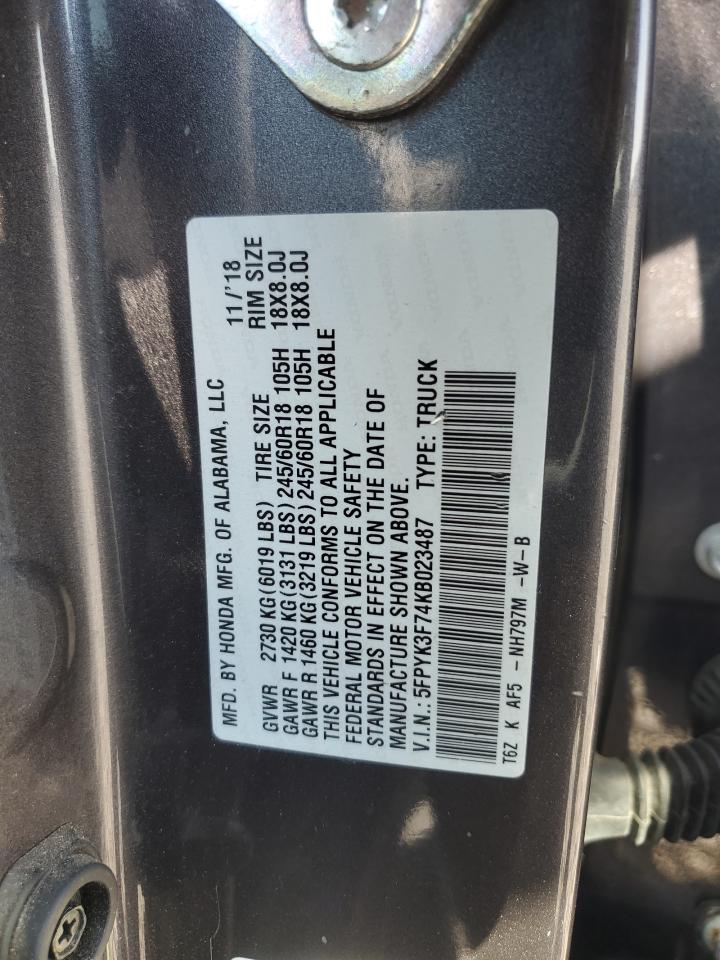 MFD. BY HONDA MFG. OF ALABAMA, LLC 11/'18
GVWR 2730 KG(6019 LBS) TIRE SIZE RIM SIZE
GAWR F 1420 KG(3131 LBS)245/60R18 105H 18X8.0J
GAWR R 1460 KG(3219 LBS)245/60R18 105H 18X8.0J
THIS VEHICLE CONFORMS TO ALL APPLICABLE
FEDERAL MOTOR VEHICLE SAFETY
STANDARDS IN EFFECT ON THE DATE OF
MANUFACTURE SHOWN ABOVE.
V.I.N.: 5FPYK3F74KB023487 TYPE: TRUCK
T6Z K AF5 - NH797M -W-B